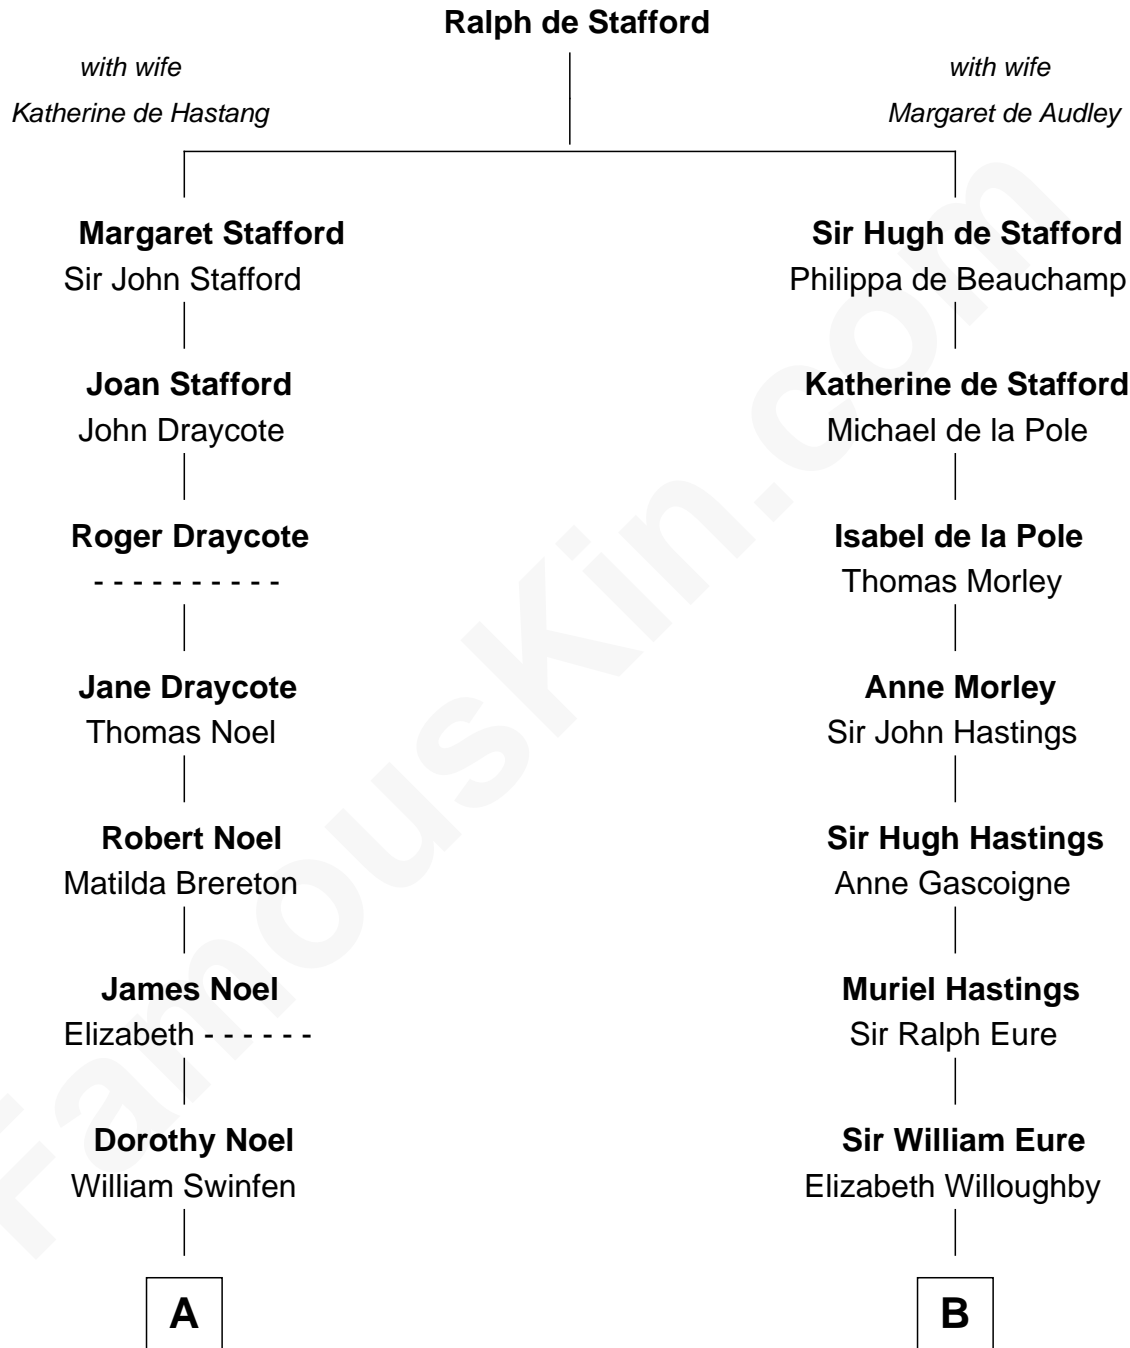 Ralph de Stafford
with wife
Katherine de Hastang
with wife
Margaret de Audley
Margaret Stafford
Sir John Stafford
Sir Hugh de Stafford
Philippa de Beauchamp
Joan Stafford
John Draycote
Katherine de Stafford
Michael de la Pole
Roger Draycote
- - - - - - - - - -
Isabel de la Pole
Thomas Morley
Jane Draycote
Thomas Noel
Anne Morley
Sir John Hastings
Robert Noel
Matilda Brereton
Sir Hugh Hastings
Anne Gascoigne
James Noel
Elizabeth - - - - - -
Muriel Hastings
Sir Ralph Eure
Dorothy Noel
William Swinfen
Sir William Eure
Elizabeth Willoughby
A
B
FamousKin.com